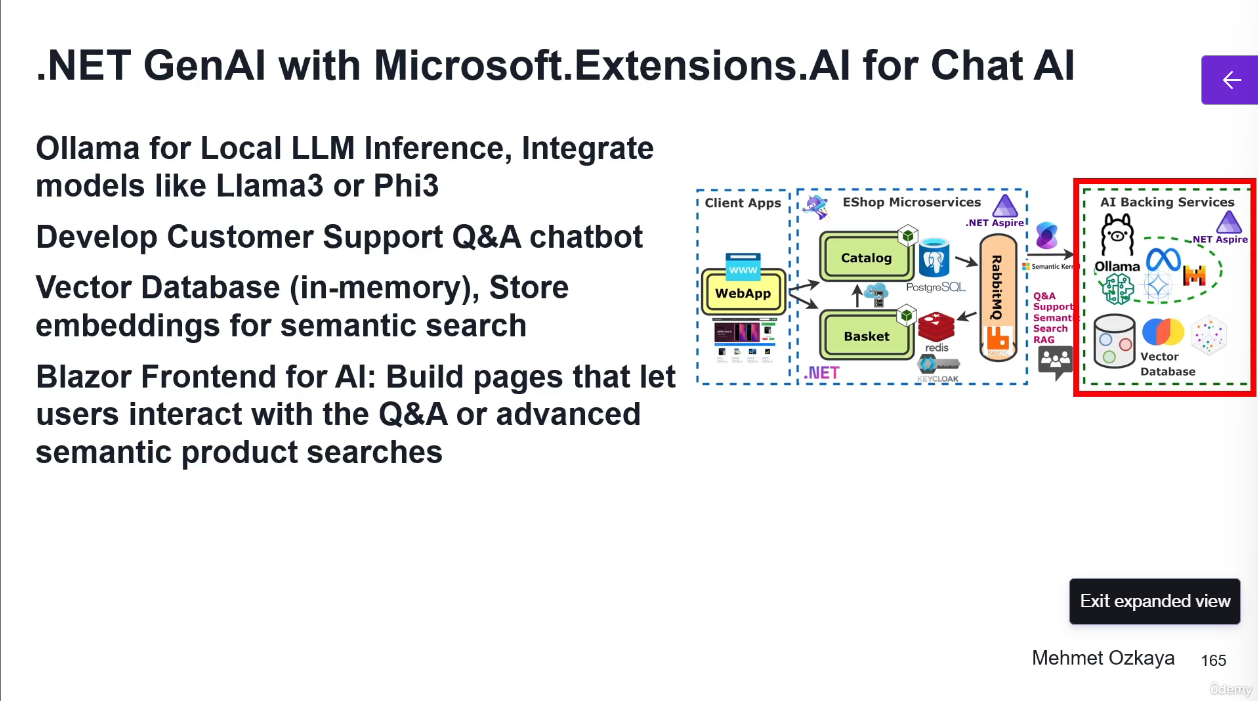 .NET GenAI with Microsoft.Extensions.AI for Chat AI
Ollama for Local LLM Inference, Integrate
models like Llama3 or Phi3
Develop Customer Support Q&A chatbot
Vector Database (in-memory), Store
embeddings for semantic search
Blazor Frontend for AI: Build pages that let
users interact with the Q&A or advanced
semantic product searches
Client Apps
WWW
WebApp
EShop Microservices
.NET Aspire
Catalog
PostgreSQL
Basket
redis
KEYCLOAK
RabbitMQ
.NET
Semantic
Q&A
Support
Semanti
Search
RAG
AI Backing Services
.NET Aspire
Ollama
Vector
Database
Exit expanded view
Mehmet Ozkaya
165
ûdemy